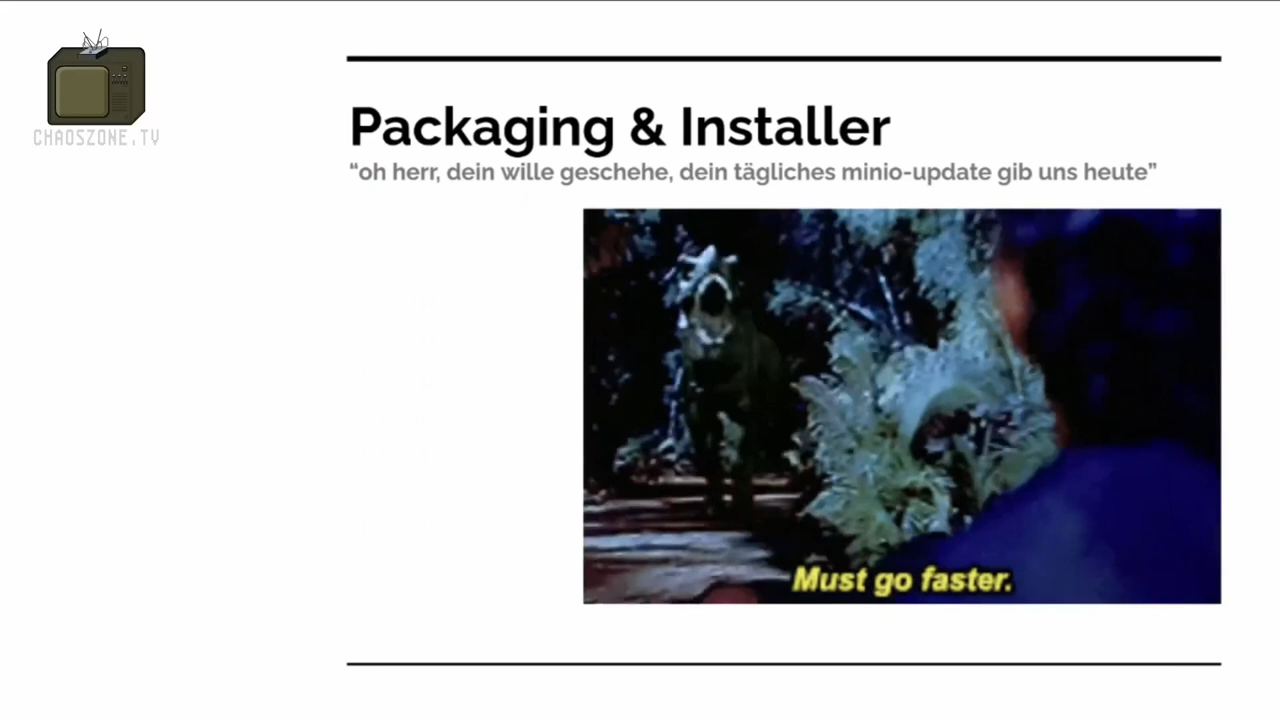 CHAOSZONE.TV
Packaging & Installer
“oh herr, dein wille geschehe, dein tägliches minio-update gib uns heute”
Must go faster.